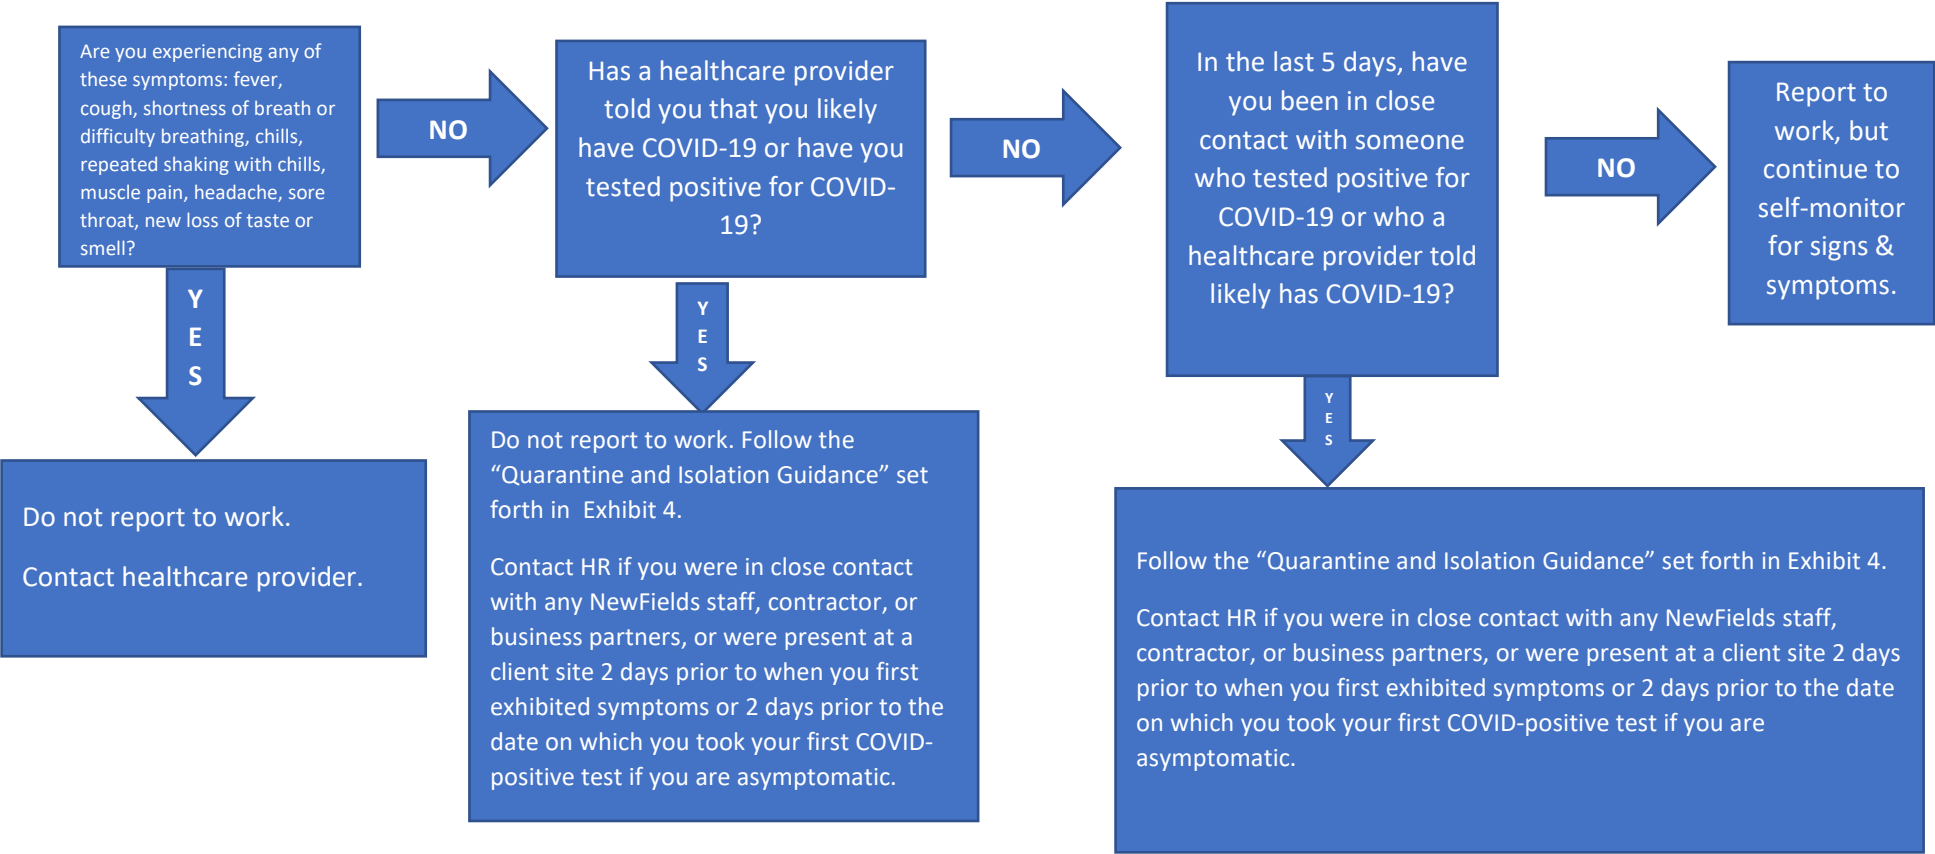 Are you experiencing any of
these symptoms: fever,
cough, shortness of breath or
difficulty breathing, chills,
repeated shaking with chills,
muscle pain, headache, sore
throat, new loss of taste or
smell?
NO
Has a healthcare provider
told you that you likely
have COVID-19 or have you
tested positive for COVID-
19?
NO
In the last 5 days, have
you been in close
contact with someone
who tested positive for
COVID-19 or who a
healthcare provider told
likely has COVID-19?
NO
Report to
work, but
continue to
self-monitor
for signs &
symptoms.
Y
E
S
Y
E
S
Y
E
S
Do not report to work.
Contact healthcare provider.
Do not report to work. Follow the
“Quarantine and Isolation Guidance” set
forth in  Exhibit 4.
Contact HR if you were in close contact
with any NewFields staff, contractor, or
business partners, or were present at a
client site 2 days prior to when you first
exhibited symptoms or 2 days prior to the
date on which you took your first COVID-
positive test if you are asymptomatic.
Follow the “Quarantine and Isolation Guidance” set forth in Exhibit 4.
Contact HR if you were in close contact with any NewFields staff,
contractor, or business partners, or were present at a client site 2 days
prior to when you first exhibited symptoms or 2 days prior to the date
on which you took your first COVID-positive test if you are
asymptomatic.